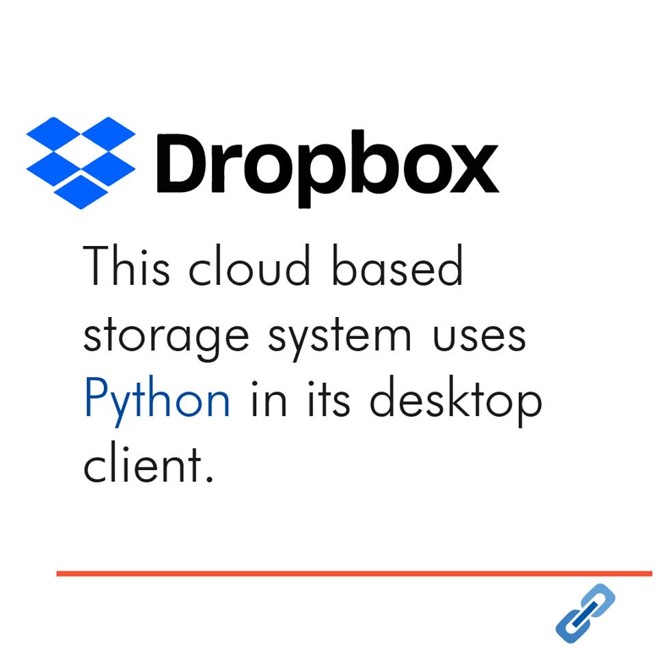 Dropbox
This cloud based
storage system uses
Python in its desktop
client.